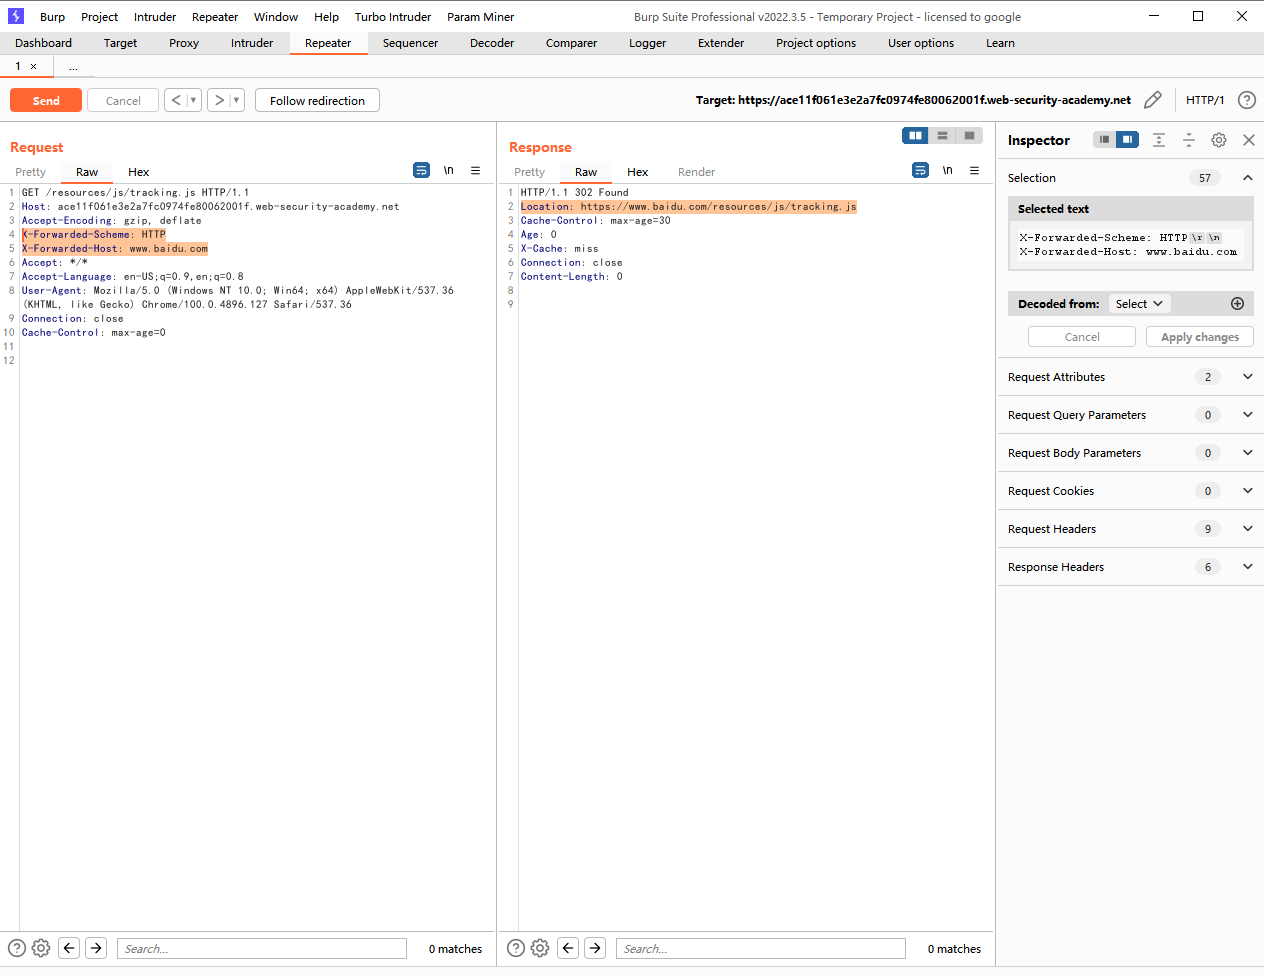 Burp Project Intruder Repeater Window Help Turbo Intruder Param Miner Burp Suite Professional v2022.3.5 - Temporary Project - licensed to google
Dashboard Target Proxy Intruder Repeater Sequencer Decoder Comparer Logger Extender Project options User options Learn
1 × ...
Send Cancel < ▾ > ▾ Follow redirection Target: https://ace11f061e3e2a7fc0974fe80062001f.web-security-academy.net HTTP/1 ?
Request
Pretty Raw Hex \n
1 GET /resources/js/tracking.js HTTP/1.1
2 Host: ace11f061e3e2a7fc0974fe80062001f.web-security-academy.net
3 Accept-Encoding: gzip, deflate
4 X-Forwarded-Scheme: HTTP
5 X-Forwarded-Host: www.baidu.com
6 Accept: */*
7 Accept-Language: en-US;q=0.9,en;q=0.8
8 User-Agent: Mozilla/5.0 (Windows NT 10.0; Win64; x64) AppleWebKit/537.36
(KHTML, like Gecko) Chrome/100.0.4896.127 Safari/537.36
9 Connection: close
10 Cache-Control: max-age=0
11
12
? Search... 0 matches
Response
Pretty Raw Hex Render \n
1 HTTP/1.1 302 Found
2 Location: https://www.baidu.com/resources/js/tracking.js
3 Cache-Control: max-age=30
4 Age: 0
5 X-Cache: miss
6 Connection: close
7 Content-Length: 0
8
9
? Search... 0 matches
Inspector
Selection 57
Selected text
X-Forwarded-Scheme: HTTP\r\n
X-Forwarded-Host: www.baidu.com
Decoded from: Select
Cancel Apply changes
Request Attributes 2
Request Query Parameters 0
Request Body Parameters 0
Request Cookies 0
Request Headers 9
Response Headers 6